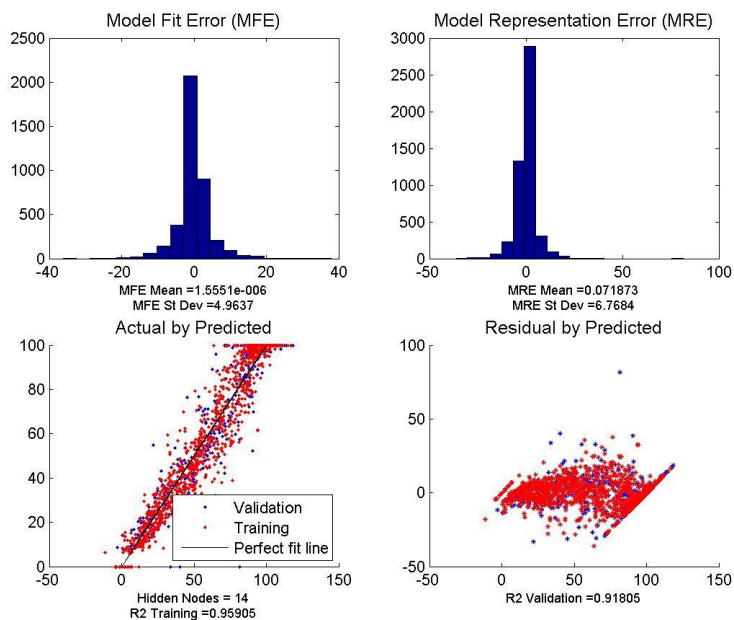 Model Fit Error (MFE)
2500
2000
1500
1000
500
0
-40 -20 0 20 40
MFE Mean =1.5551e-006
MFE St Dev =4.9637
Model Representation Error (MRE)
3000
2500
2000
1500
1000
500
0
-50 0 50 100
MRE Mean =0.071873
MRE St Dev =6.7684
Actual by Predicted
100
80
60
40
20
0
-50 0 50 100 150
Validation
Training
Perfect fit line
Hidden Nodes = 14
R2 Training =0.95905
Residual by Predicted
100
50
0
-50
-50 0 50 100 150
R2 Validation =0.91805